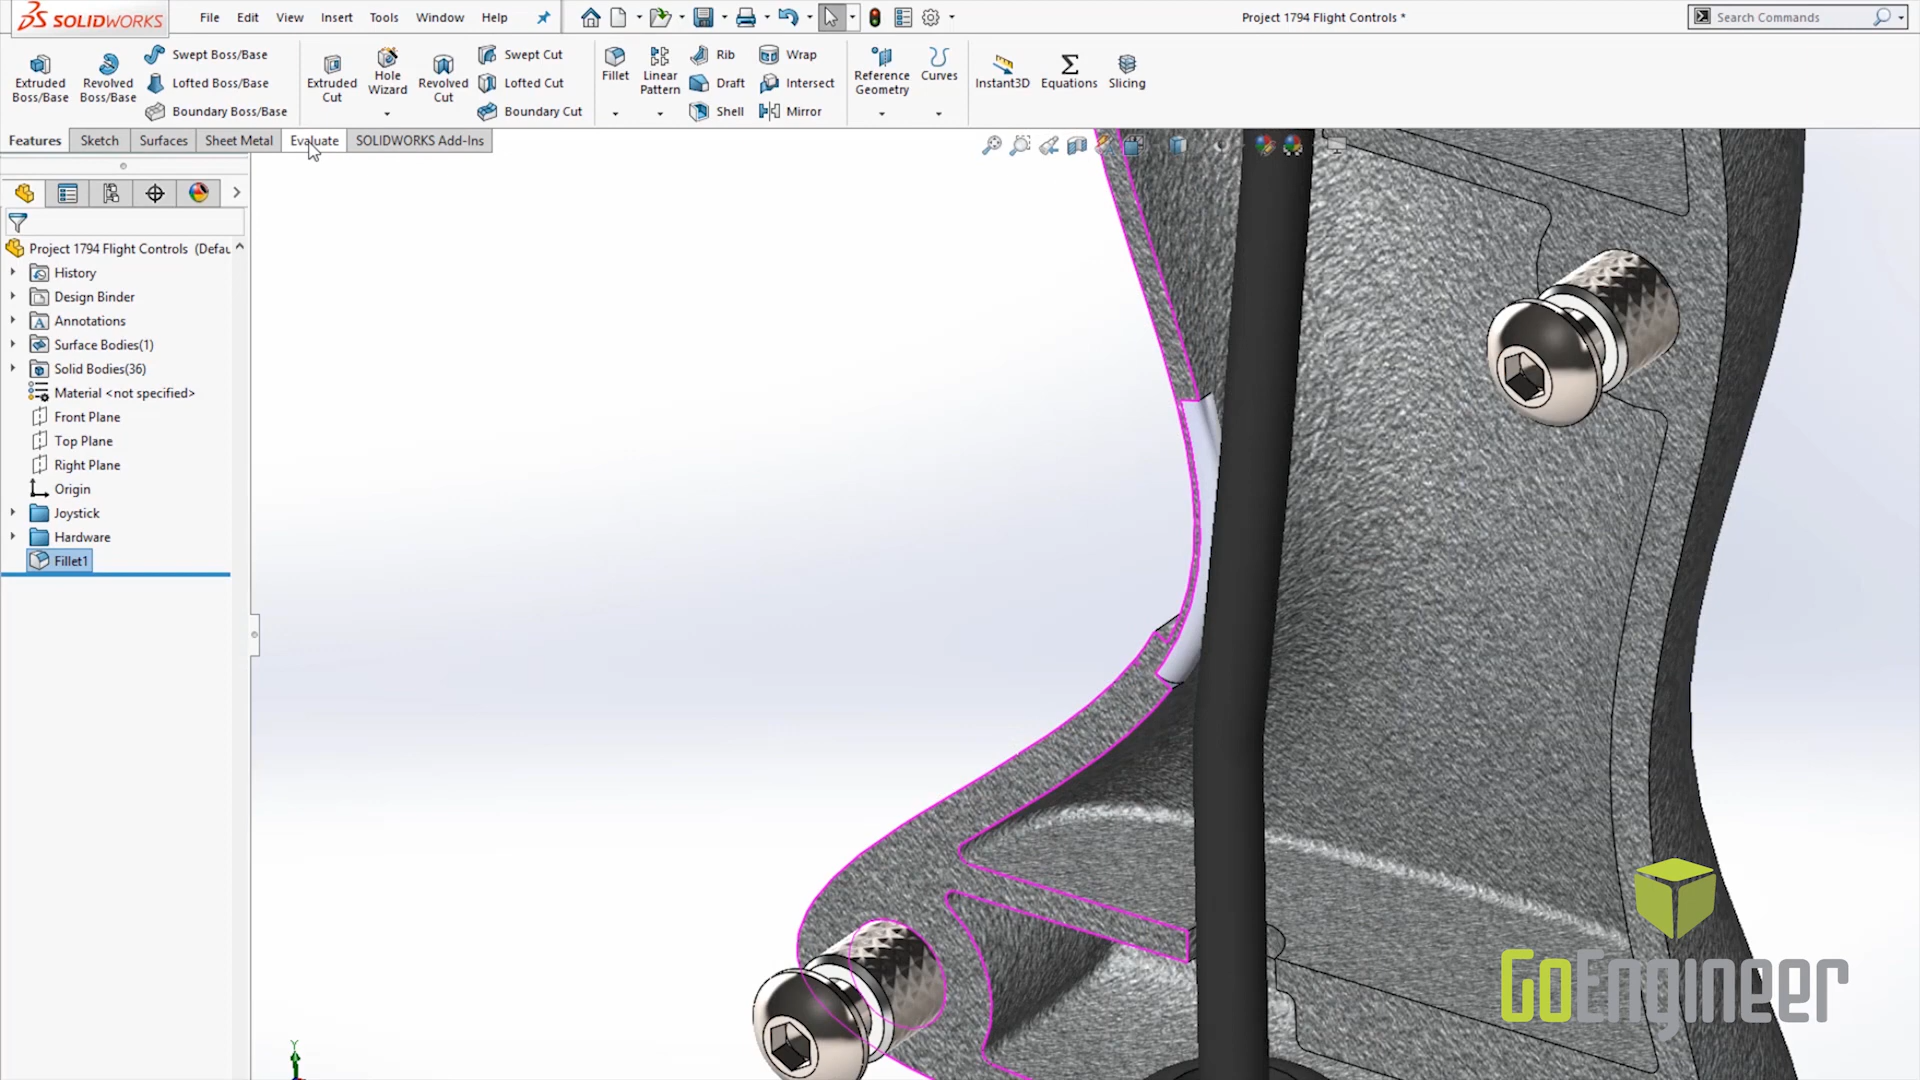 SOLIDWORKS File Edit View Insert Tools Window Help Project 1794 Flight Controls * Search Commands
Extruded Boss/Base
Revolved Boss/Base
Swept Boss/Base
Lofted Boss/Base
Boundary Boss/Base
Extruded Cut
Hole Wizard
Revolved Cut
Swept Cut
Lofted Cut
Boundary Cut
Fillet
Linear Pattern
Rib
Draft
Shell
Wrap
Intersect
Mirror
Reference Geometry
Curves
Instant3D
Equations
Slicing
Features Sketch Surfaces Sheet Metal Evaluate SOLIDWORKS Add-Ins
Project 1794 Flight Controls (Defau
History
Design Binder
Annotations
Surface Bodies(1)
Solid Bodies(36)
Material <not specified>
Front Plane
Top Plane
Right Plane
Origin
Joystick
Hardware
Fillet1
GoEngineer
Y